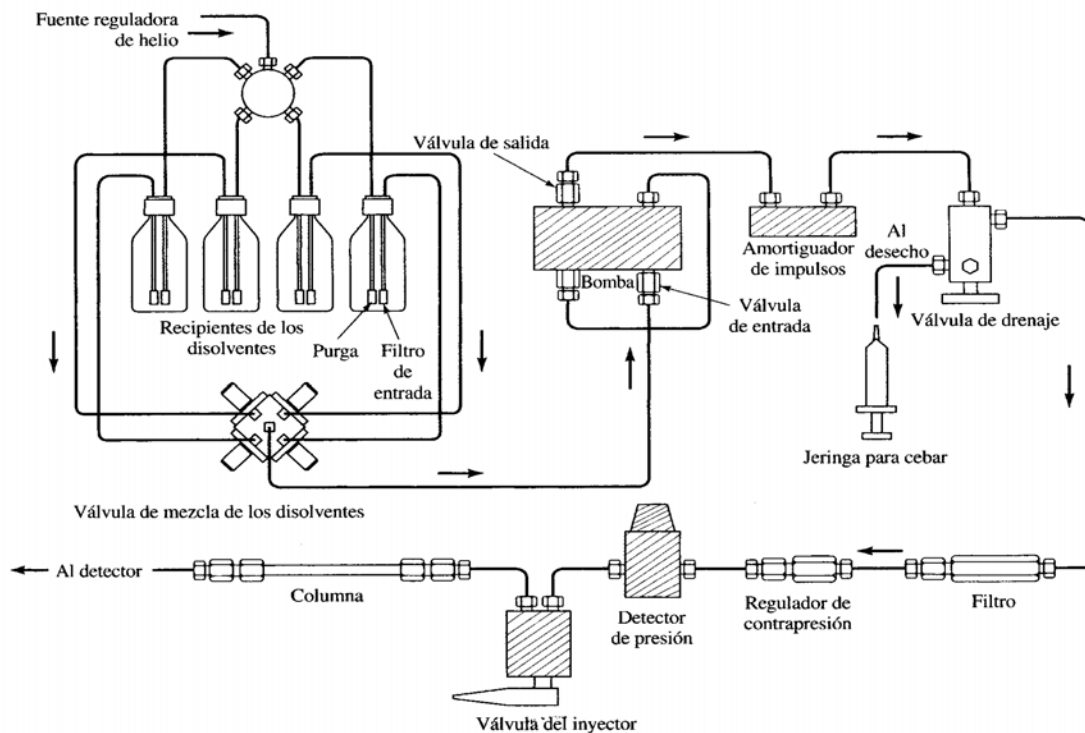 Fuente reguladora
de helio
Válvula de salida
Al
desecho
Amortiguador
de impulsos
Bomba
Válvula
de entrada
Válvula de drenaje
Recipientes de los
disolventes
Purga
Filtro
de
entrada
Jeringa para cebar
Válvula de mezcla de los disolventes
Al detector
Columna
Detector
de presión
Regulador de
contrapresión
Filtro
Válvula del inyector